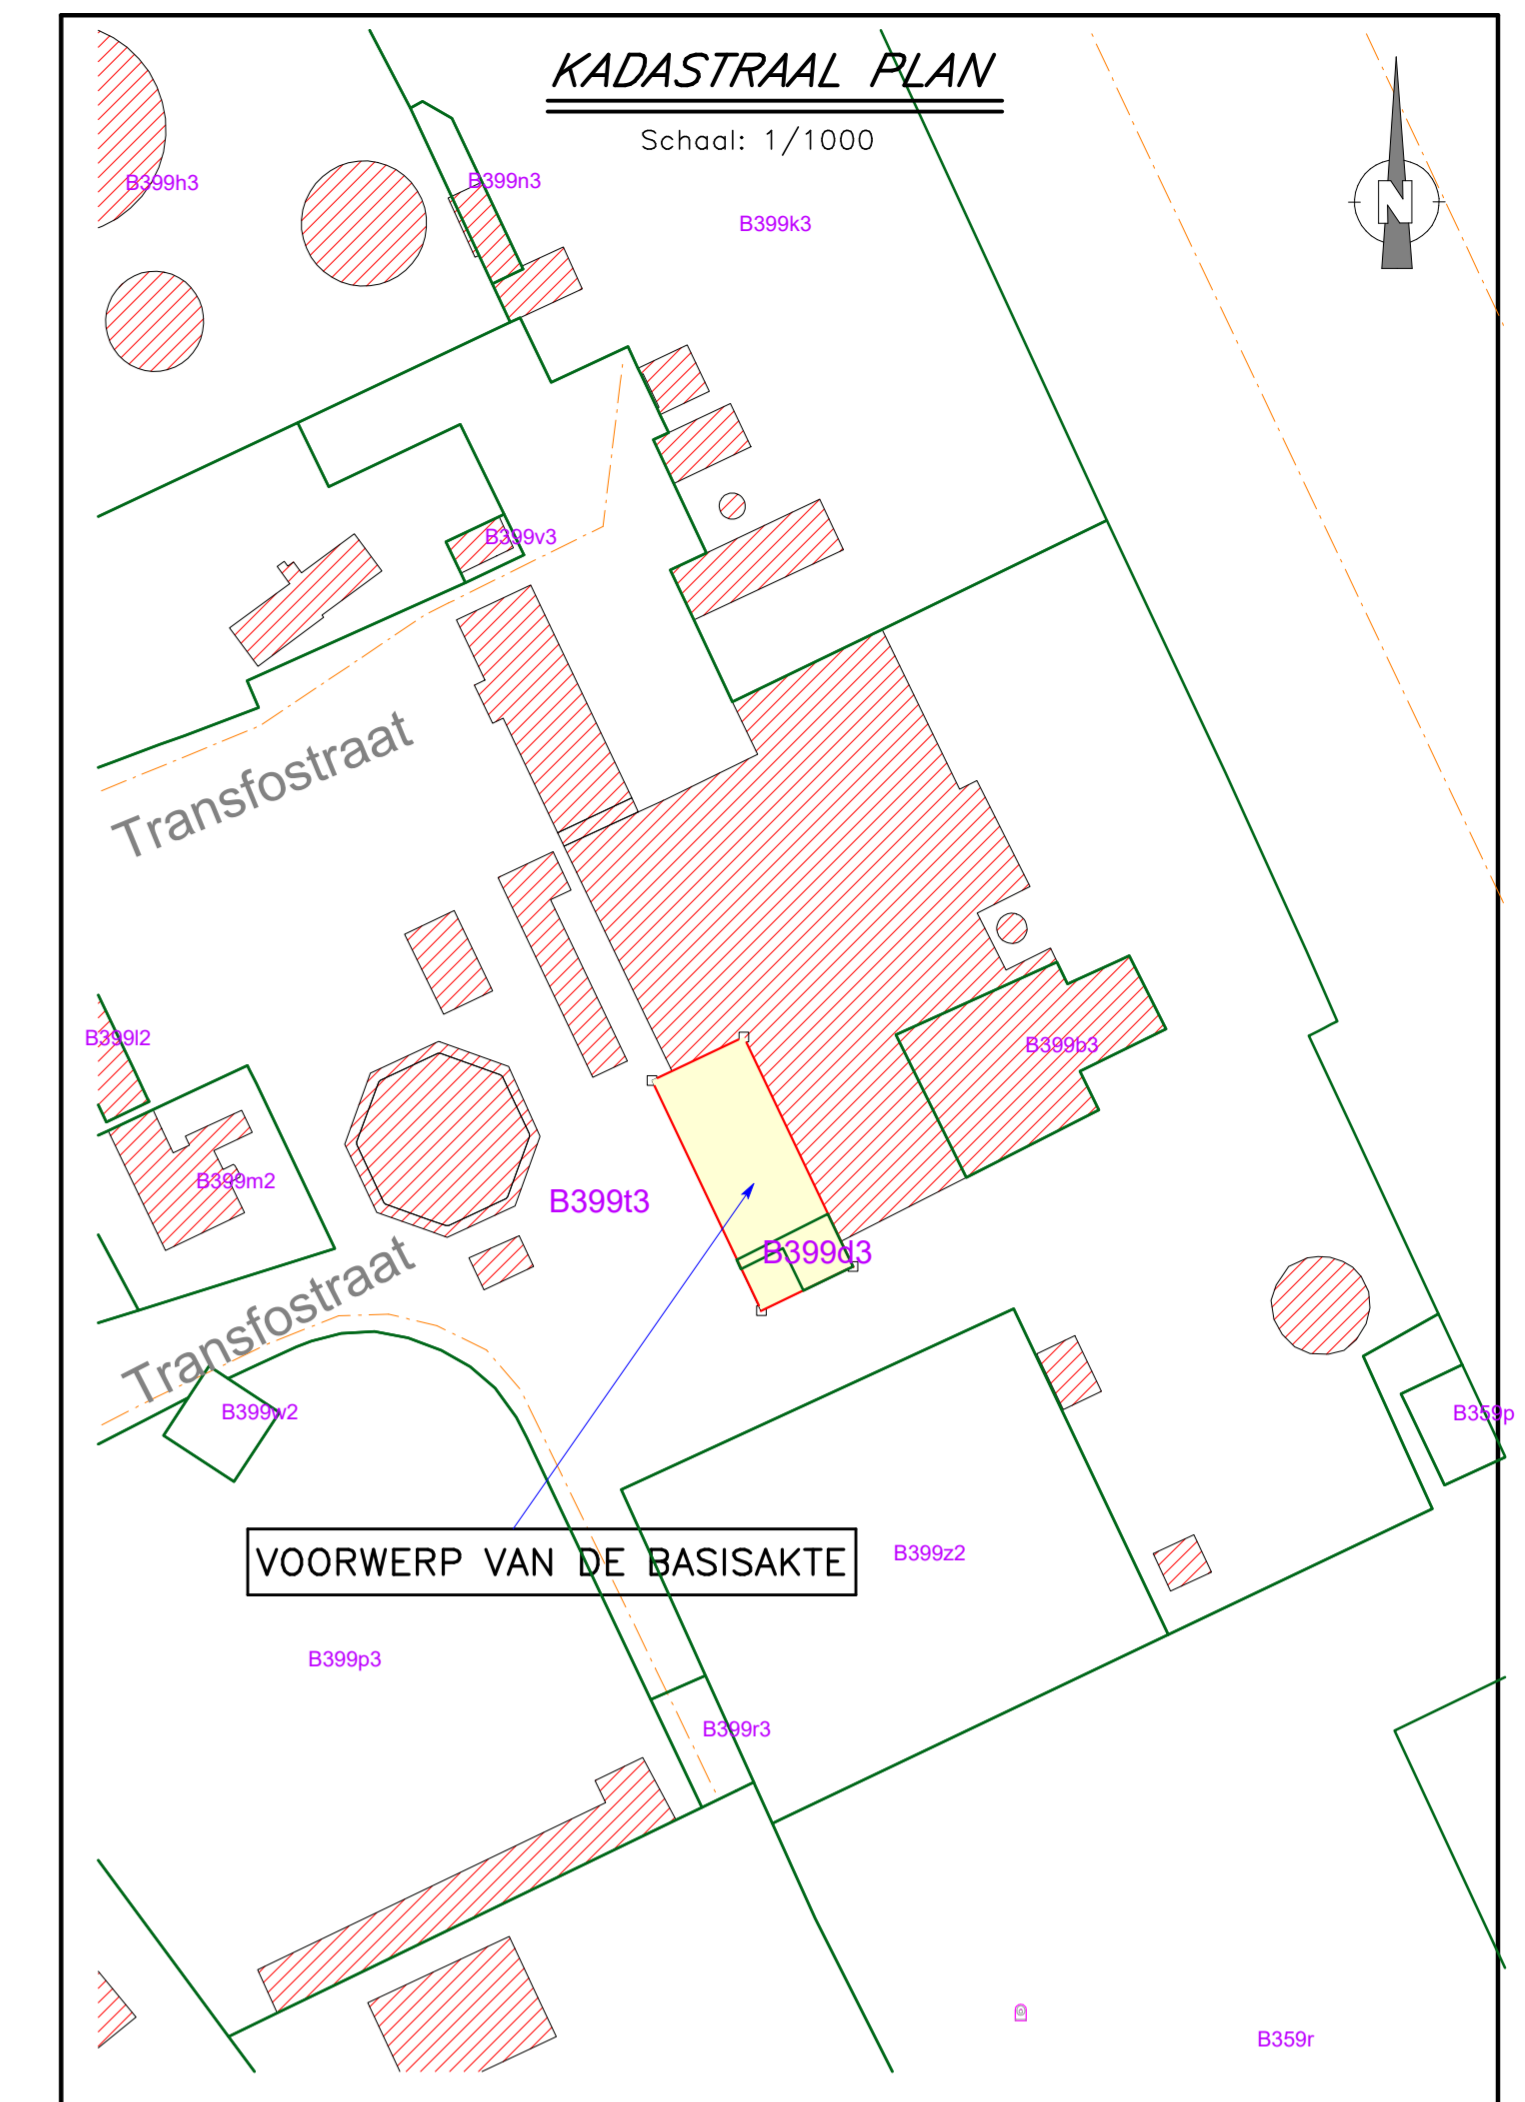 KADASTRAAL PLAN
Schaal: 1/1000
N
B399h3
B399n3
B399k3
B399v3
Transfostraat
B399l2
B399b3
B399m2
B399t3
B399d3
Transfostraat
B399w2
B359p
VOORWERP VAN DE BASISAKTE
B399z2
B399p3
B399r3
B359r